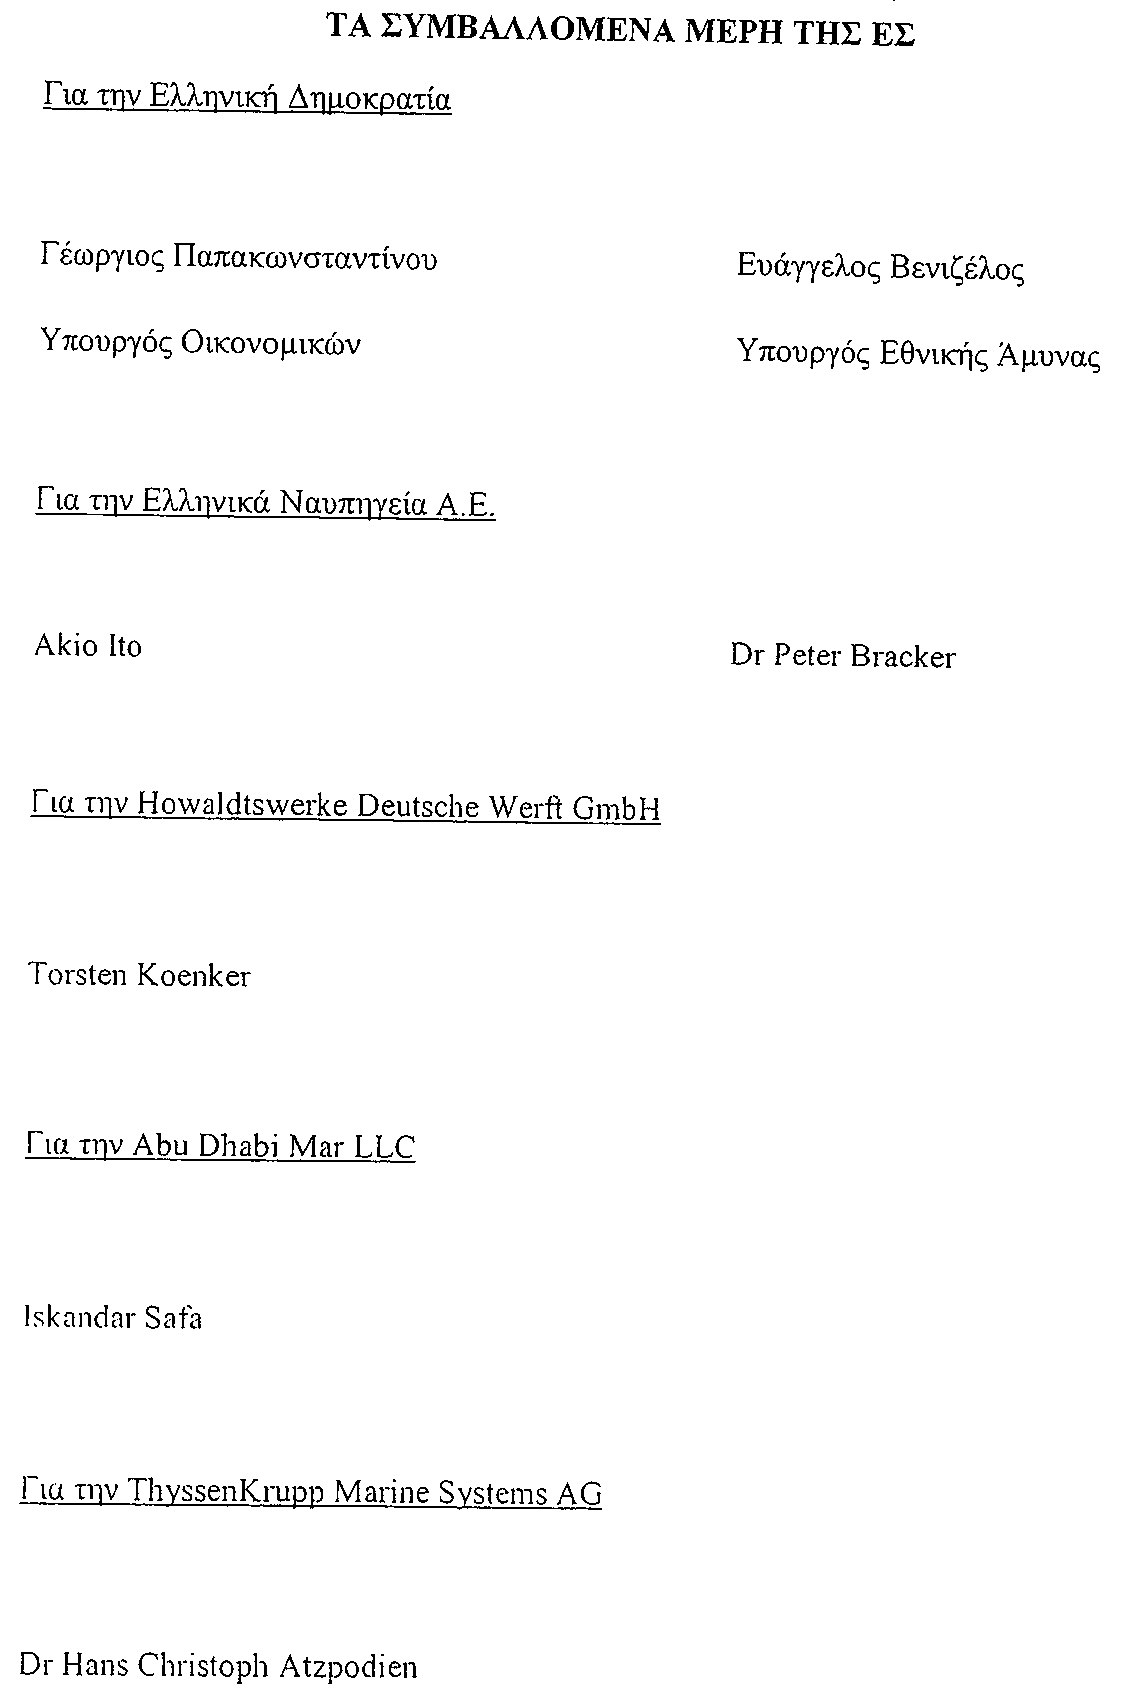 ΤΑ ΣΥΜΒΑΛΛΟΜΕΝΑ ΜΕΡΗ ΤΗΣ ΕΣ
Για την Ελληνική Δημοκρατία
Γέωργιος Παπακωνσταντίνου Ευάγγελος Βενιζέλος
Υπουργός Οικονομικών Υπουργός Εθνικής Άμυνας
Για την Ελληνικά Ναυπηγεία Α.Ε.
Akio Ito Dr Peter Bracker
Για την Howaldtswerke Deutsche Werft GmbH
Torsten Koenker
Για την Abu Dhabi Mar LLC
Iskandar Safa
Για την ThyssenKrupp Marine Systems AG
Dr Hans Christoph Atzpodien